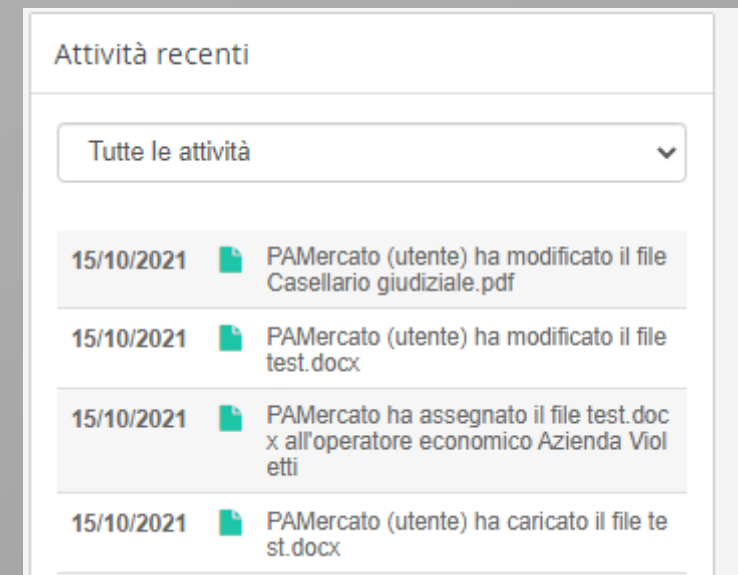 Attività recenti
Tutte le attività
15/10/2021 PAMercato (utente) ha modificato il file
Casellario giudiziale.pdf
15/10/2021 PAMercato (utente) ha modificato il file
test.docx
15/10/2021 PAMercato ha assegnato il file test.doc
x all'operatore economico Azienda Viol
etti
15/10/2021 PAMercato (utente) ha caricato il file te
st.docx